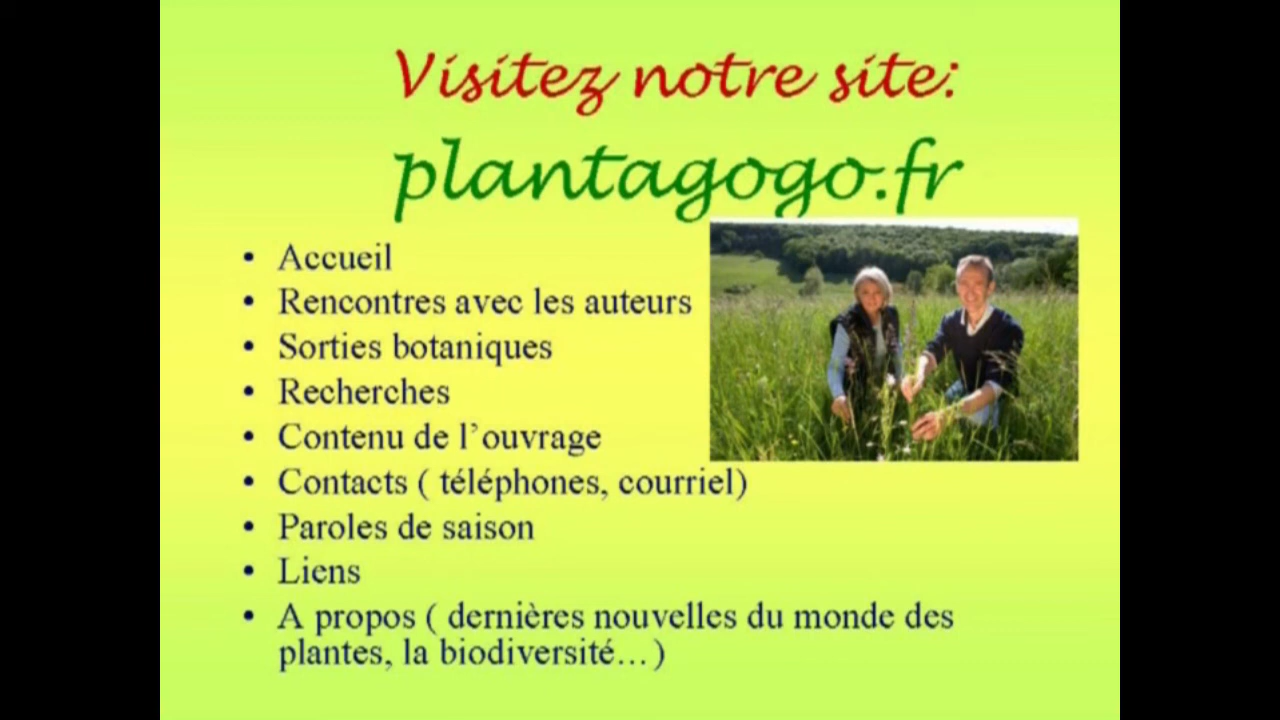 Visitez notre site:
plantagogo.fr
• Accueil
• Rencontres avec les auteurs
• Sorties botaniques
• Recherches
• Contenu de l’ouvrage
• Contacts ( téléphones, courriel)
• Paroles de saison
• Liens
• A propos ( dernières nouvelles du monde des
plantes, la biodiversité…)